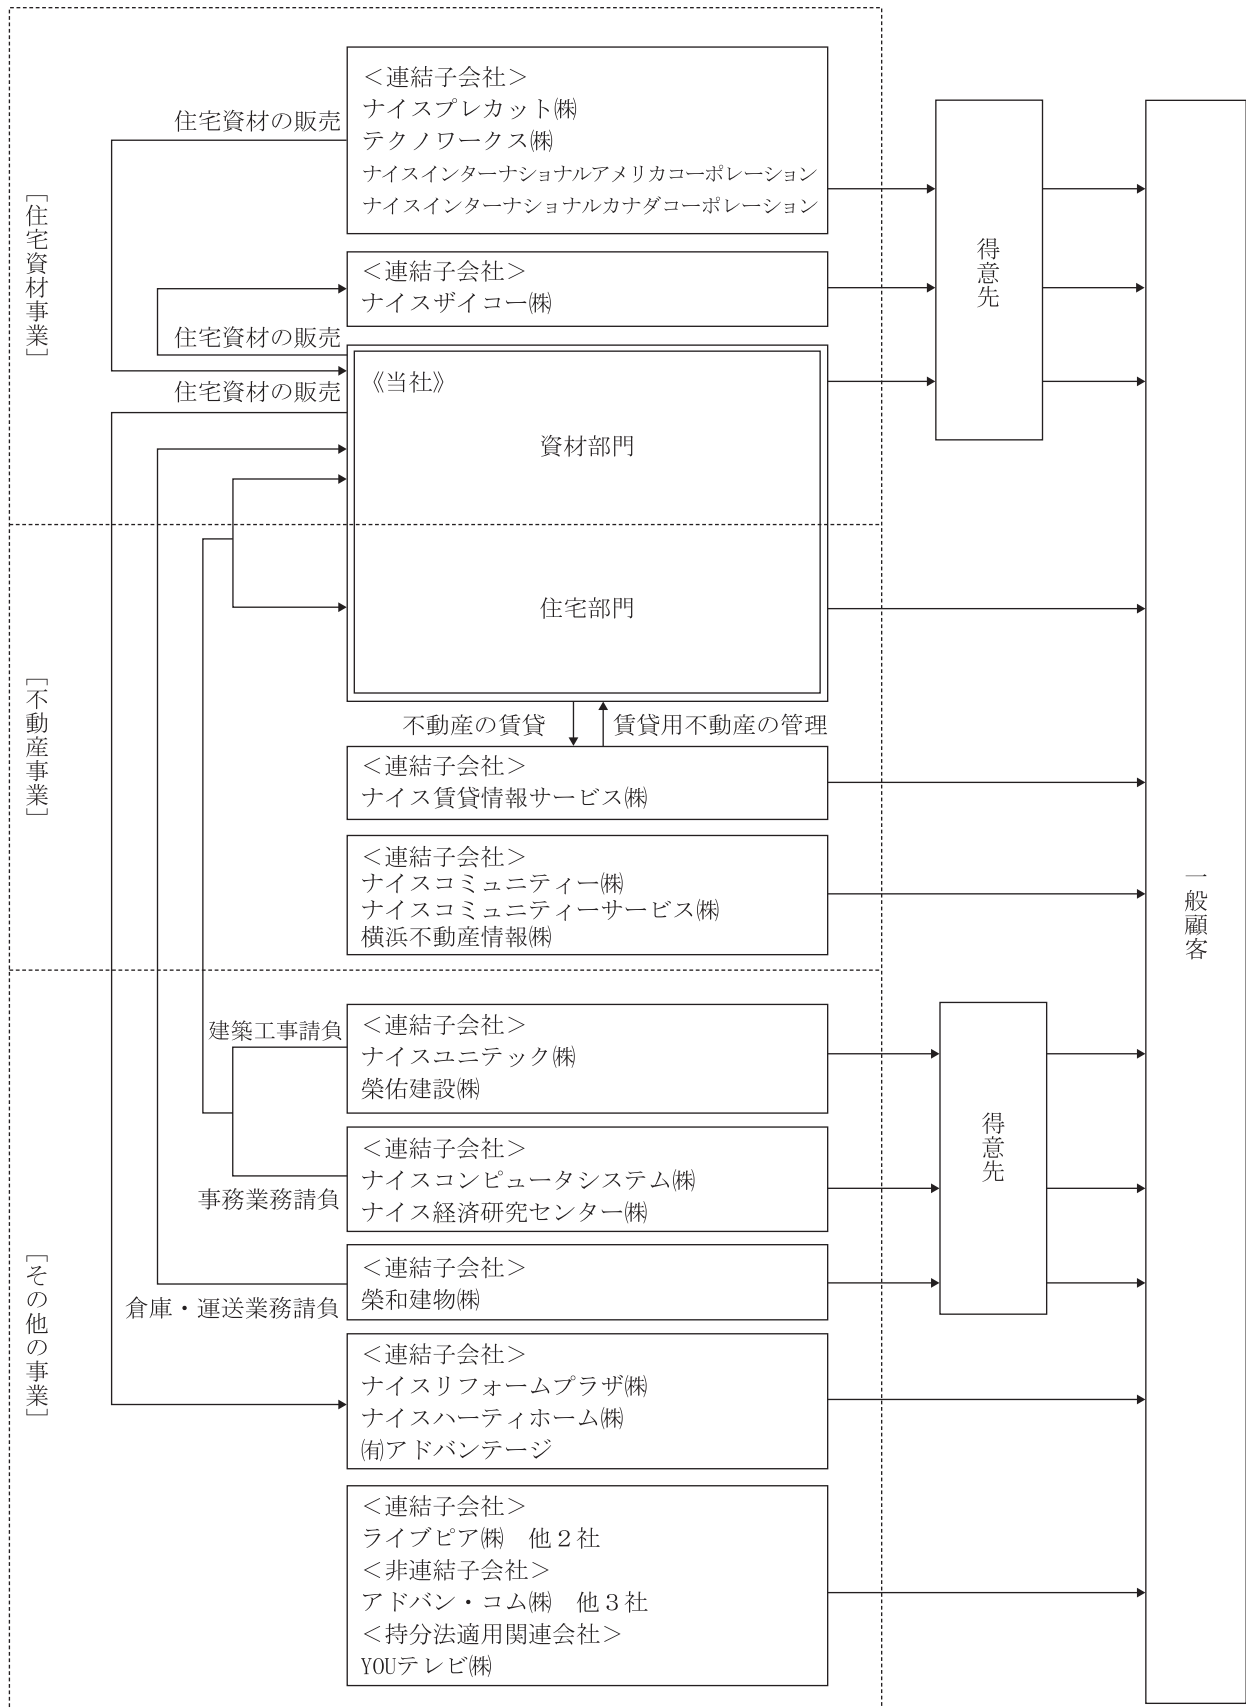 ［住宅資材事業］
＜連結子会社＞
ナイスプレカット㈱
テクノワークス㈱
ナイスインターナショナルアメリカコーポレーション
ナイスインターナショナルカナダコーポレーション
住宅資材の販売
＜連結子会社＞
ナイスザイコー㈱
住宅資材の販売
住宅資材の販売
《当社》
資材部門
得意先
［不動産事業］
住宅部門
不動産の賃貸
賃貸用不動産の管理
＜連結子会社＞
ナイス賃貸情報サービス㈱
＜連結子会社＞
ナイスコミュニティー㈱
ナイスコミュニティーサービス㈱
横浜不動産情報㈱
一般顧客
［その他の事業］
建築工事請負
＜連結子会社＞
ナイスユニテック㈱
榮佑建設㈱
＜連結子会社＞
ナイスコンピュータシステム㈱
ナイス経済研究センター㈱
事務業務請負
得意先
＜連結子会社＞
榮和建物㈱
倉庫・運送業務請負
＜連結子会社＞
ナイスリフォームプラザ㈱
ナイスハーティホーム㈱
㈲アドバンテージ
＜連結子会社＞
ライブピア㈱　他２社
＜非連結子会社＞
アドバン・コム㈱　他３社
＜持分法適用関連会社＞
YOUテレビ㈱